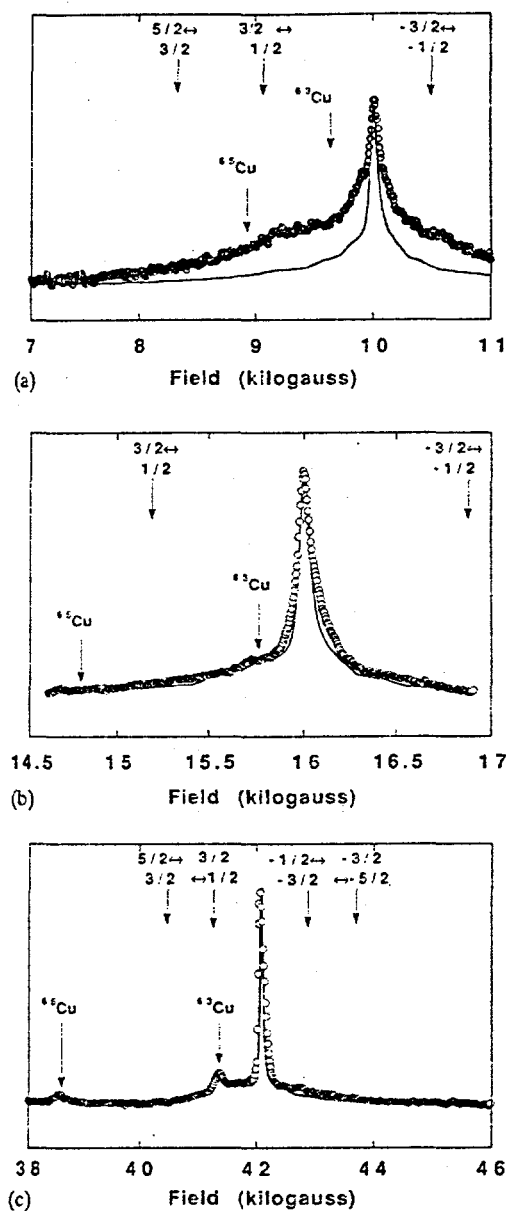 5/2↔ 3/2 ↔ -3/2↔
3/2 1/2 -1/2
⁶³Cu
⁶⁵Cu
7 8 9 10 11
(a) Field (kilogauss)
3/2↔ -3/2↔
1/2 -1/2
⁶³Cu
⁶⁵Cu
14.5 15 15.5 16 16.5 17
(b) Field (kilogauss)
5/2↔ 3/2 -1/2↔ -3/2
3/2 ↔1/2 -3/2 ↔-5/2
⁶⁵Cu ⁶³Cu
38 40 42 44 46
(c) Field (kilogauss)